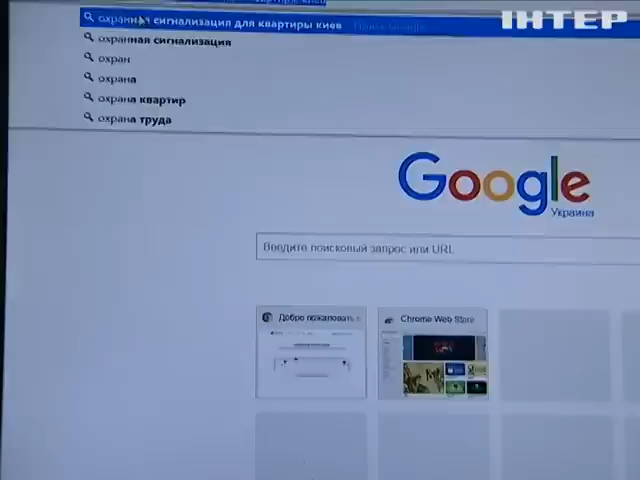 охранная сигнализация для квартиры киев
ІНТЕР
охранная сигнализация
охран
охрана
охрана квартир
охрана труда
Google
Украина
Введите поисковый запрос или URL
Добро пожаловать
Chrome Web Store